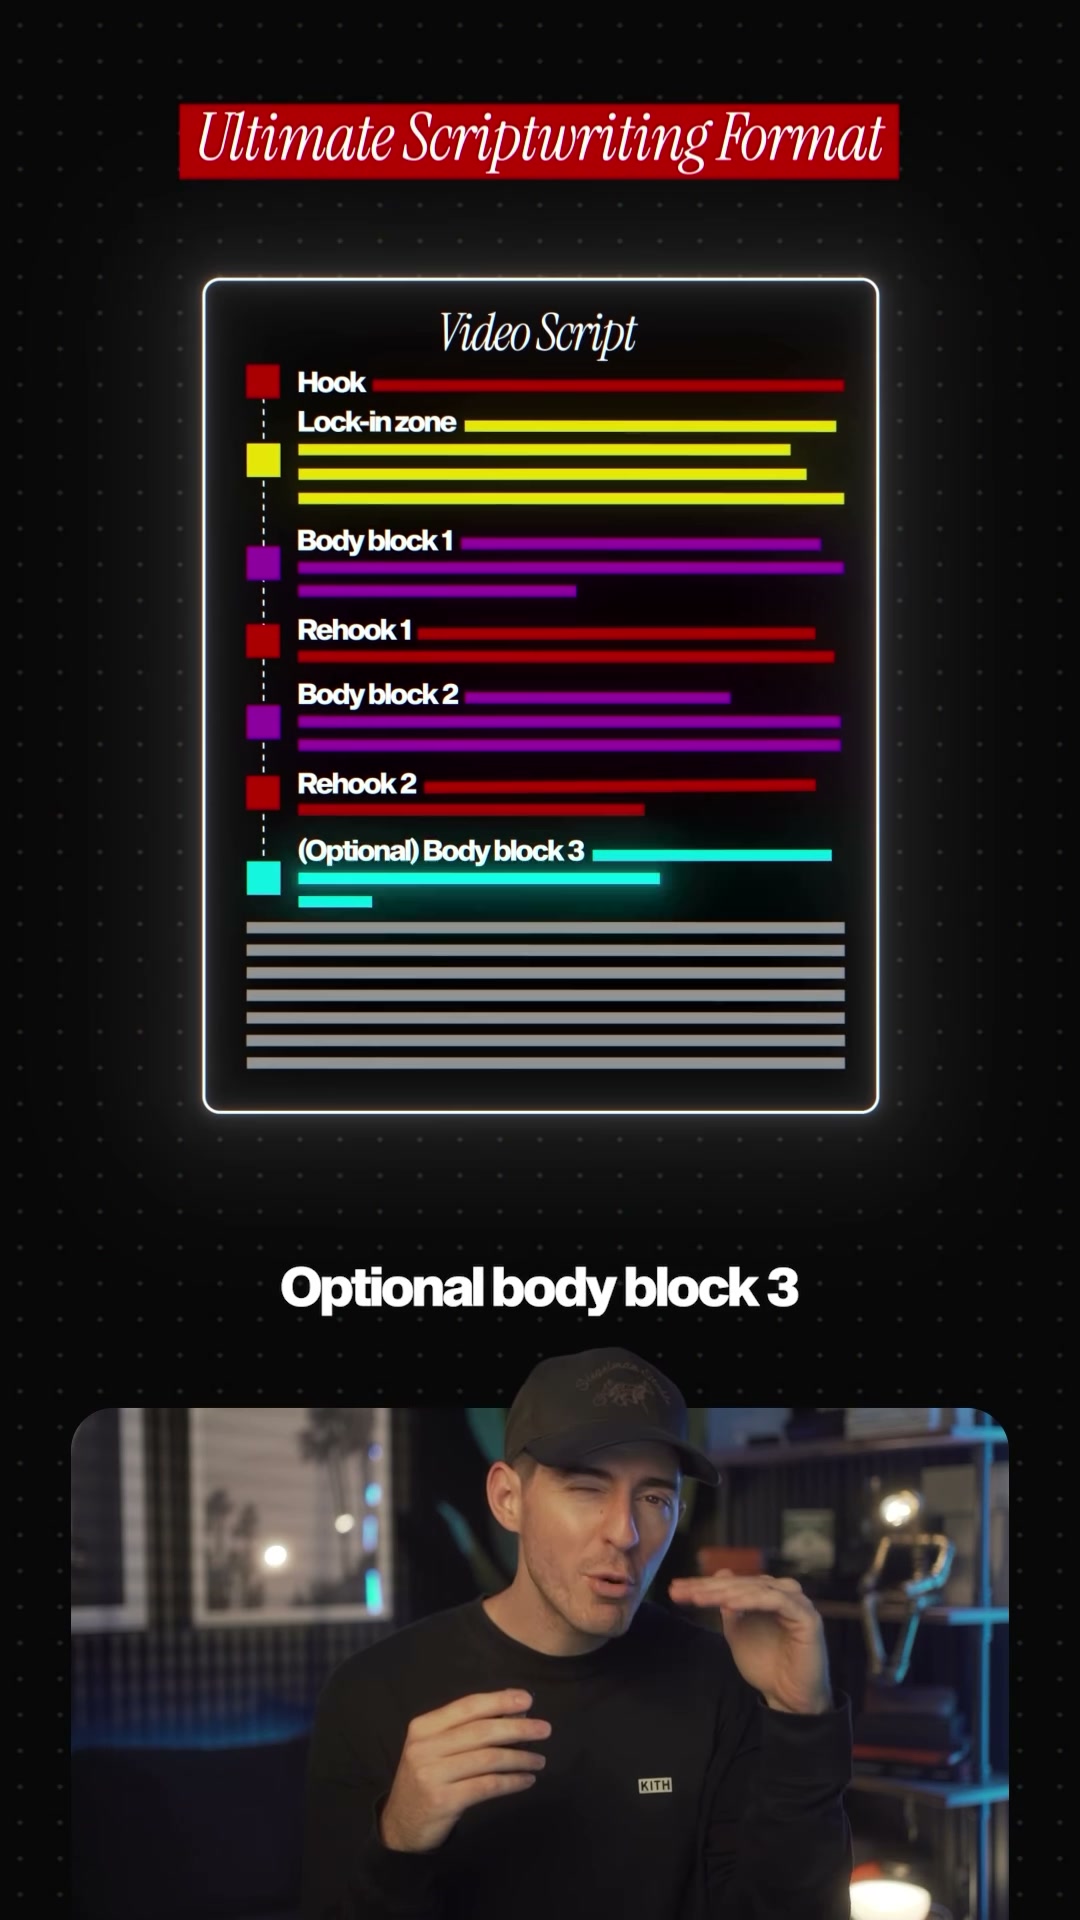 Ultimate Scriptwriting Format
Video Script
Hook
Lock-in zone
Body block 1
Rehook 1
Body block 2
Rehook 2
(Optional) Body block 3
Optional body block 3
KITH